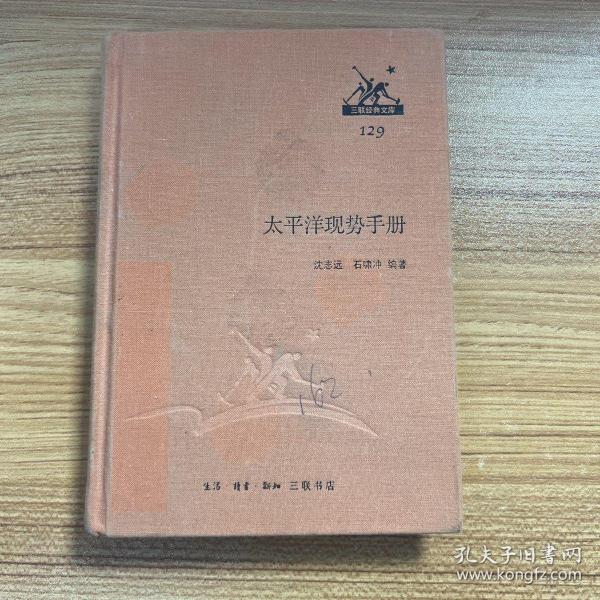 三联经典文库
129
太平洋现势手册
沈志远 石啸冲 编著
162
生活·读书·新知 三联书店
孔夫子旧书网
www.kongfz.com